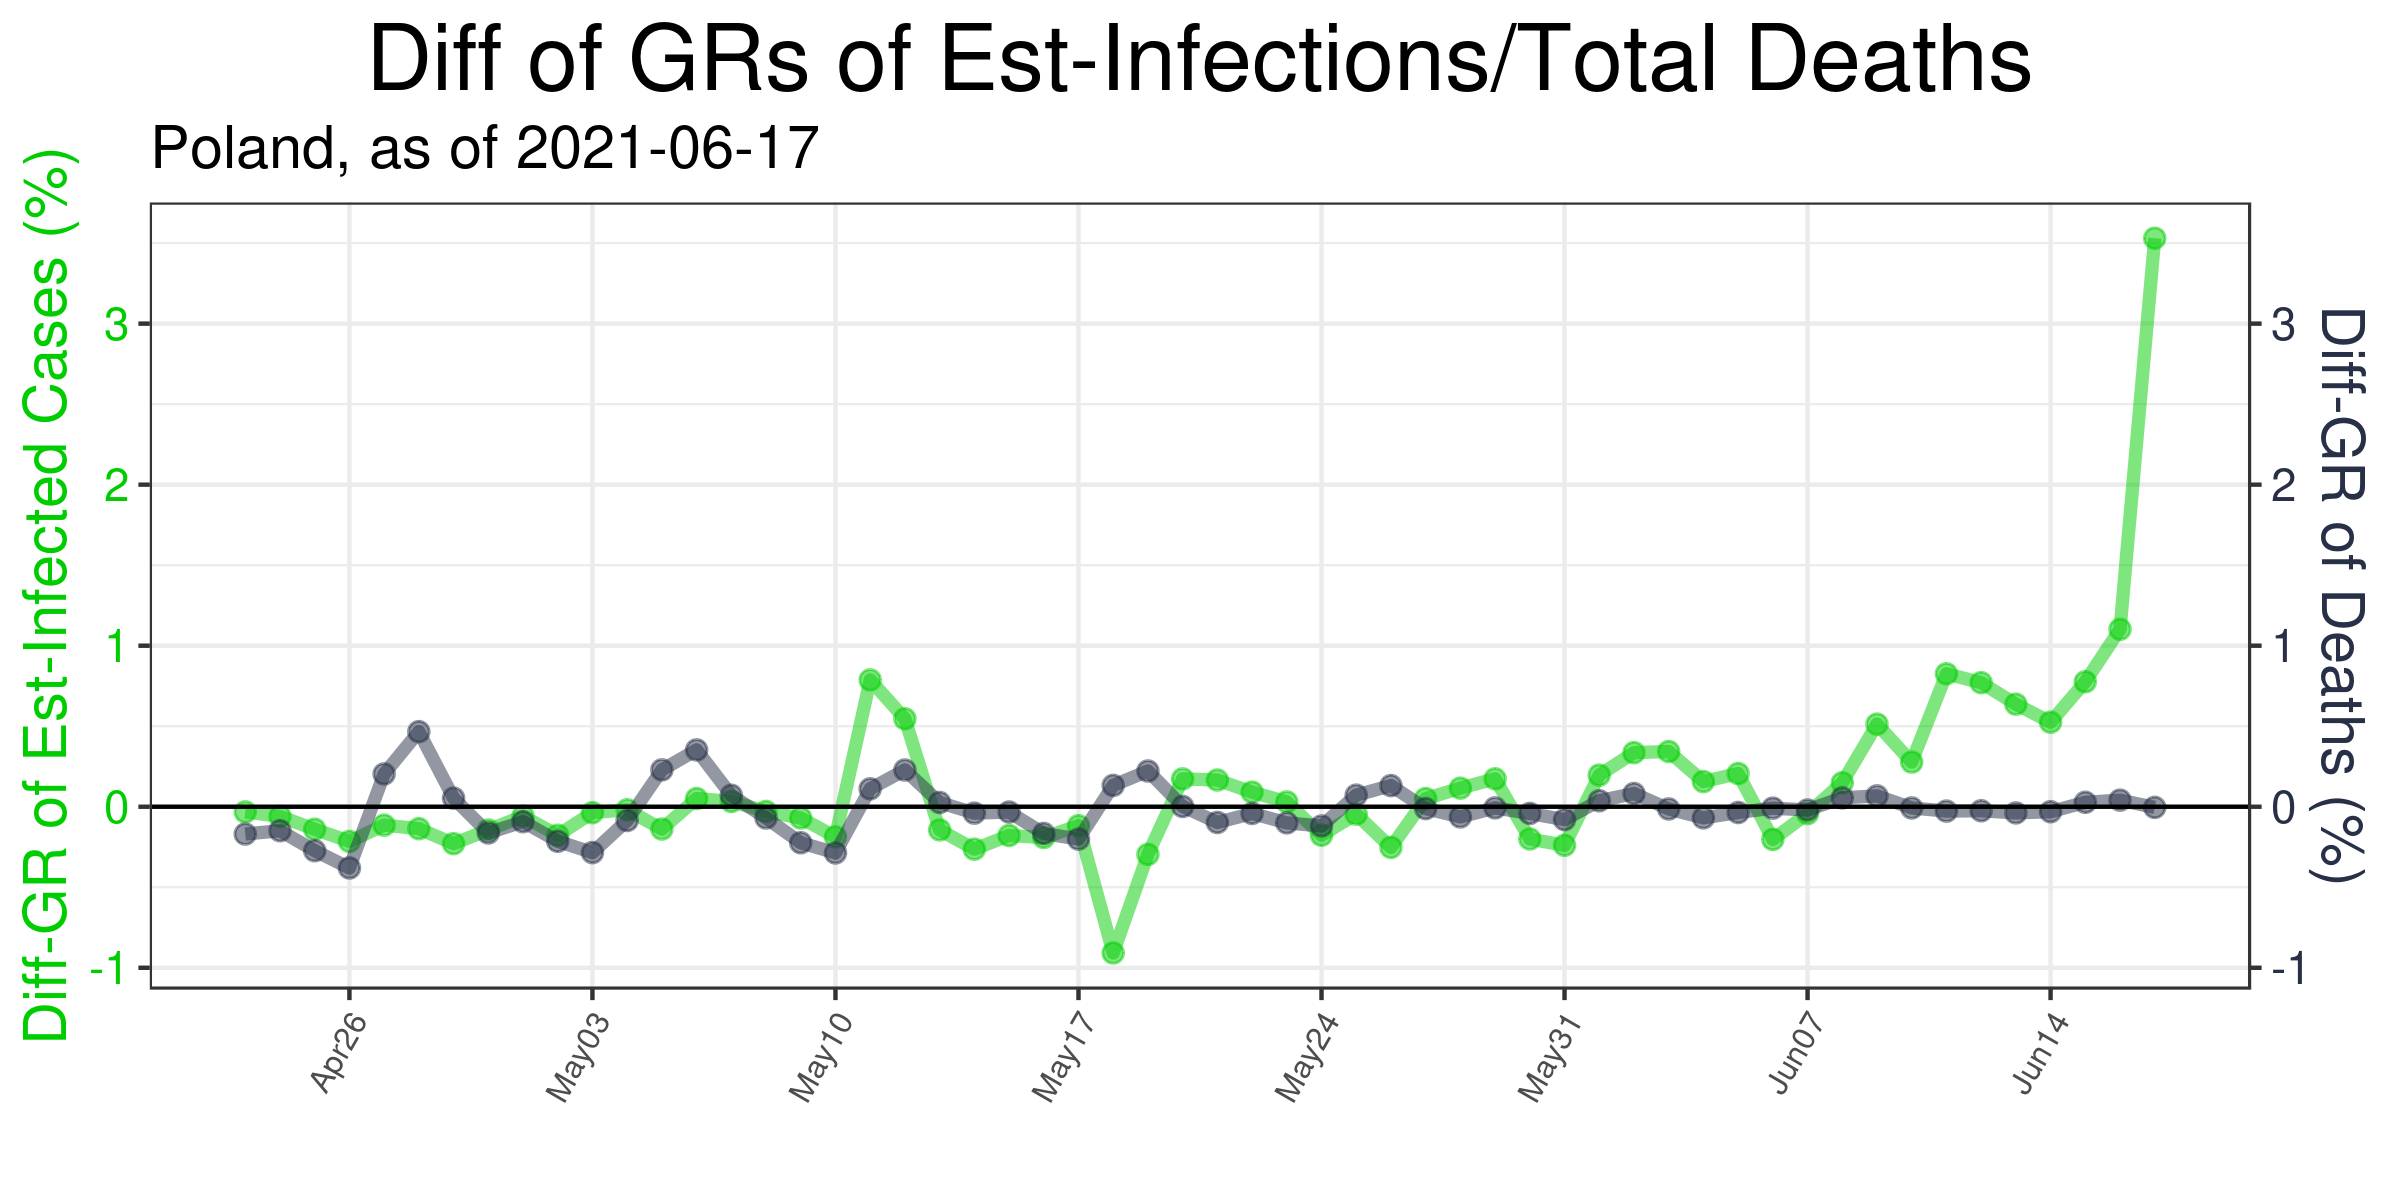 Diff of GRs of Est-Infections/Total Deaths
Poland, as of 2021-06-17
Diff-GR of Est-Infected Cases (%)
3
2
1
0
-1
3
2
1
0
-1
Diff-GR of Deaths (%)
Apr26
May03
May10
May17
May24
May31
Jun07
Jun14